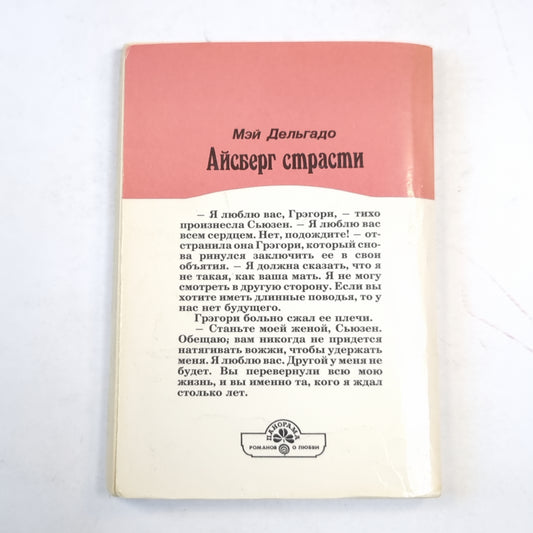 Мэй Дельгадо
Айсберг страсти
— Я люблю вас, Грэгори, — тихо
произнесла Сьюзен. — Я люблю вас
всем сердцем. Нет, подождите! — от-
странила она Грэгори, который сно-
ва ринулся заключить ее в свои
объятия. — Я должна сказать, что я
не такая, как ваша мать. Я не могу
смотреть в другую сторону. Если вы
хотите иметь длинные поводья, то у
нас нет будущего.
Грэгори больно сжал ее плечи.
— Станьте моей женой, Сьюзен.
Обещаю; вам никогда не придется
натягивать вожжи, чтобы удержать
меня. Я люблю вас. Другой у меня не
будет. Вы перевернули всю мою
жизнь, и вы именно та, кого я ждал
столько лет.
ПАНОРАМА
РОМАНОВ О ЛЮБВИ